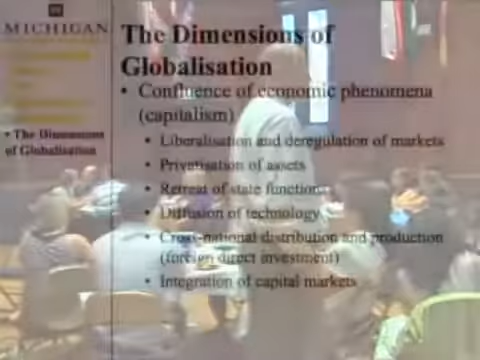 MICHIGAN
The Dimensions of
Globalisation
• Confluence of economic phenomena
(capitalism)
• Liberalisation and deregulation of markets
• Privatisation of assets
• Retreat of state functions
• Diffusion of technology
• Cross-national distribution and production
(foreign direct investment)
• Integration of capital markets
• The Dimensions
of Globalisation